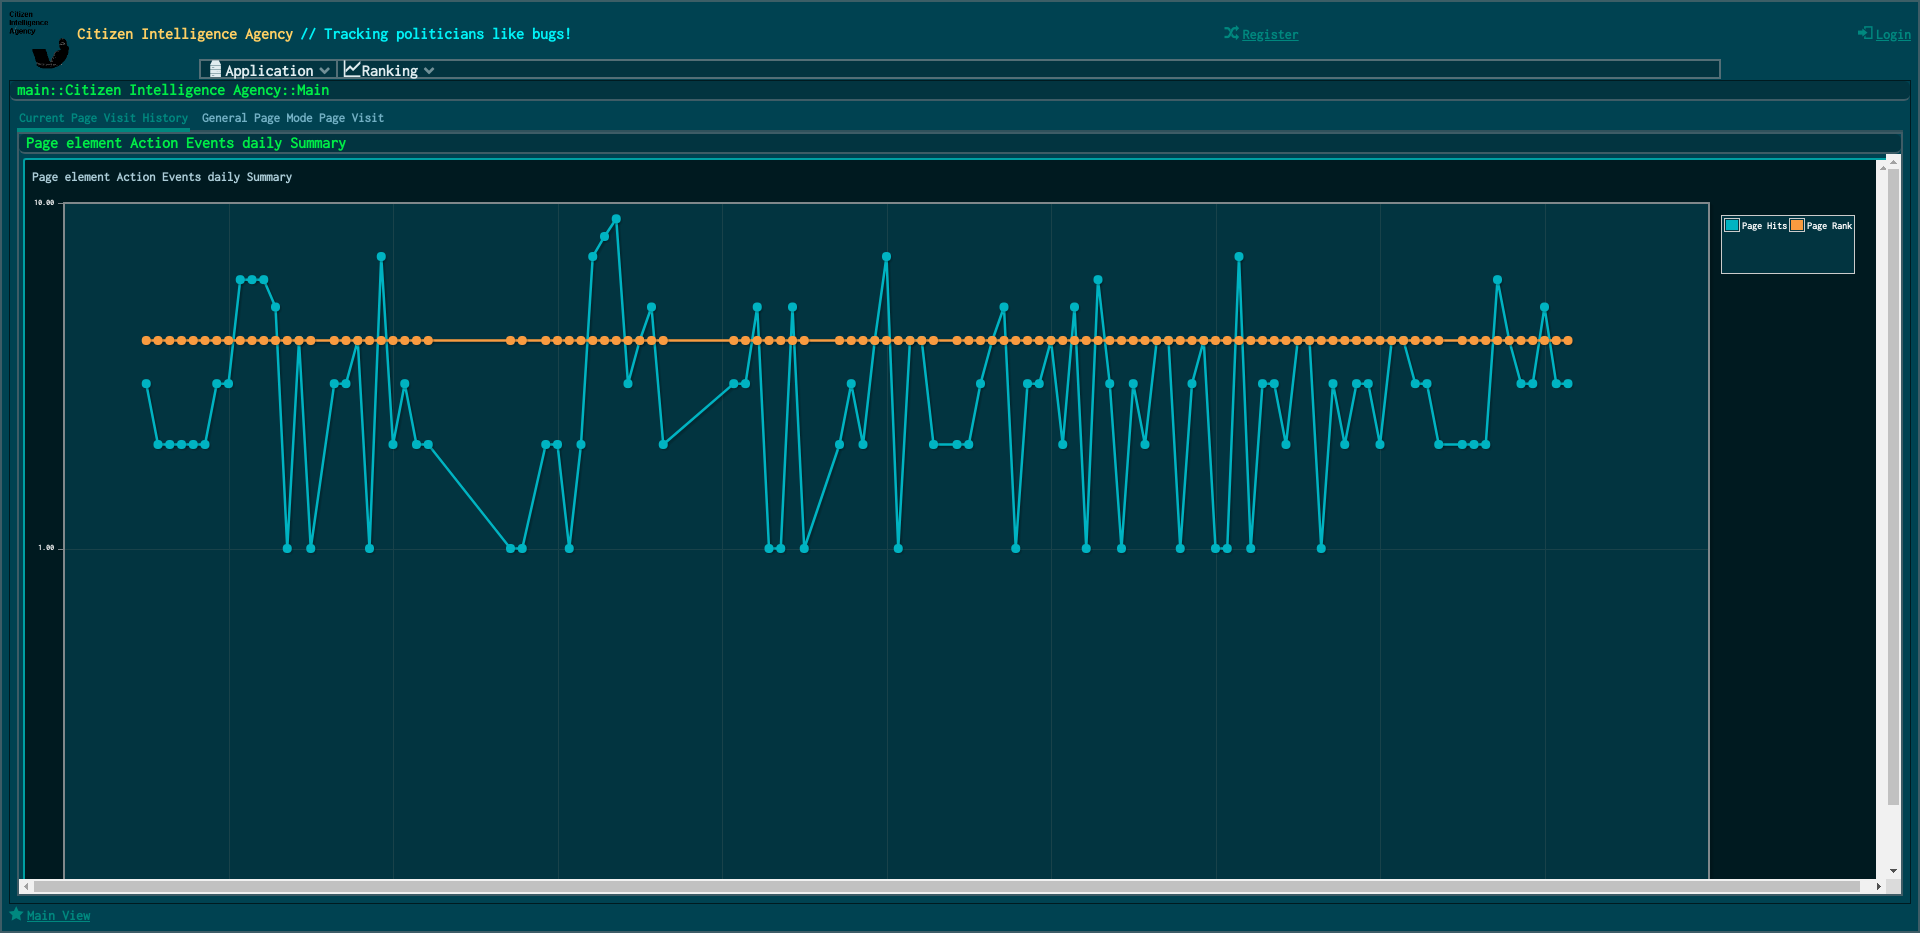 Citizen
Intelligence
Agency
Citizen Intelligence Agency // Tracking politicians like bugs!
Register
Login
Application
Ranking
main::Citizen Intelligence Agency::Main
Current Page Visit History
General Page Mode Page Visit
Page element Action Events daily Summary
Page element Action Events daily Summary
10.00
Page Hits
Page Rank
1.00
Main View